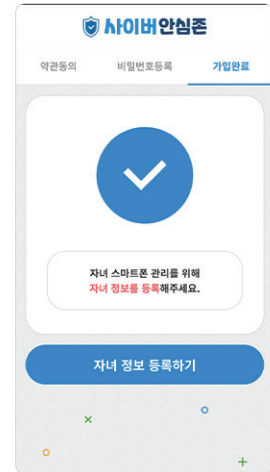 사이버안심존
약관동의 비밀번호등록 가입완료
자녀 스마트폰 관리를 위해
자녀 정보를 등록해주세요.
자녀 정보 등록하기